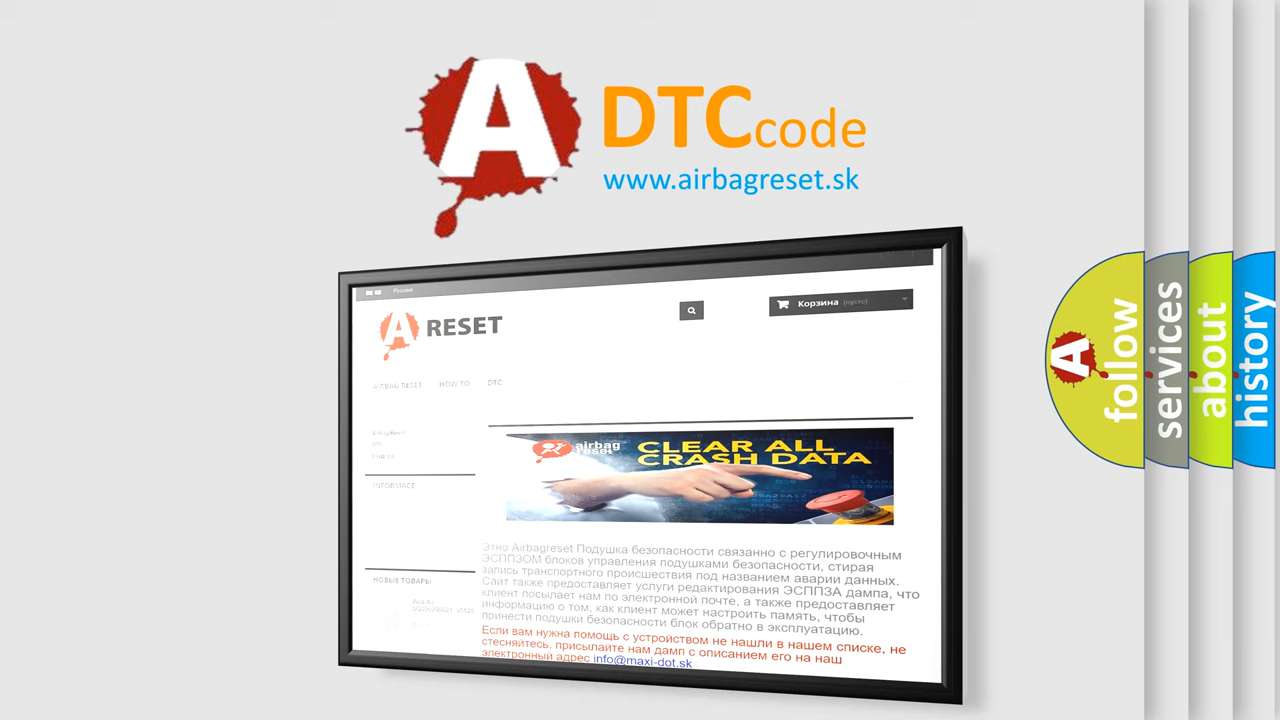 A DTCcode
www.airbagreset.sk
Русский
Корзина (пусто)
A RESET
AIRBAG RESET HOW TO DTC
INFORMACE
НОВЫЕ ТОВАРЫ
airbag
reset
CLEAR ALL
CRASH DATA
Этно Airbagreset Подушка безопасности связанно с регулировочным
ЭСППЗОМ блоков управления подушками безопасности, стирая
запись транспортного происшествия под названием аварии данных.
Сайт также предоставляет услуги редактирования ЭСППЗА дампа, что
клиент посылает нам по электронной почте, а также предоставляет
информацию о том, как клиент может настроить память, чтобы
принести подушки безопасности блок обратно в эксплуатацию.
Если вам нужна помощь с устройством не нашли в нашем списке, не
стесняйтесь, присылайте нам дамп с описанием его на наш
электронный адрес info@maxi-dot.sk
A follow
services
about
history